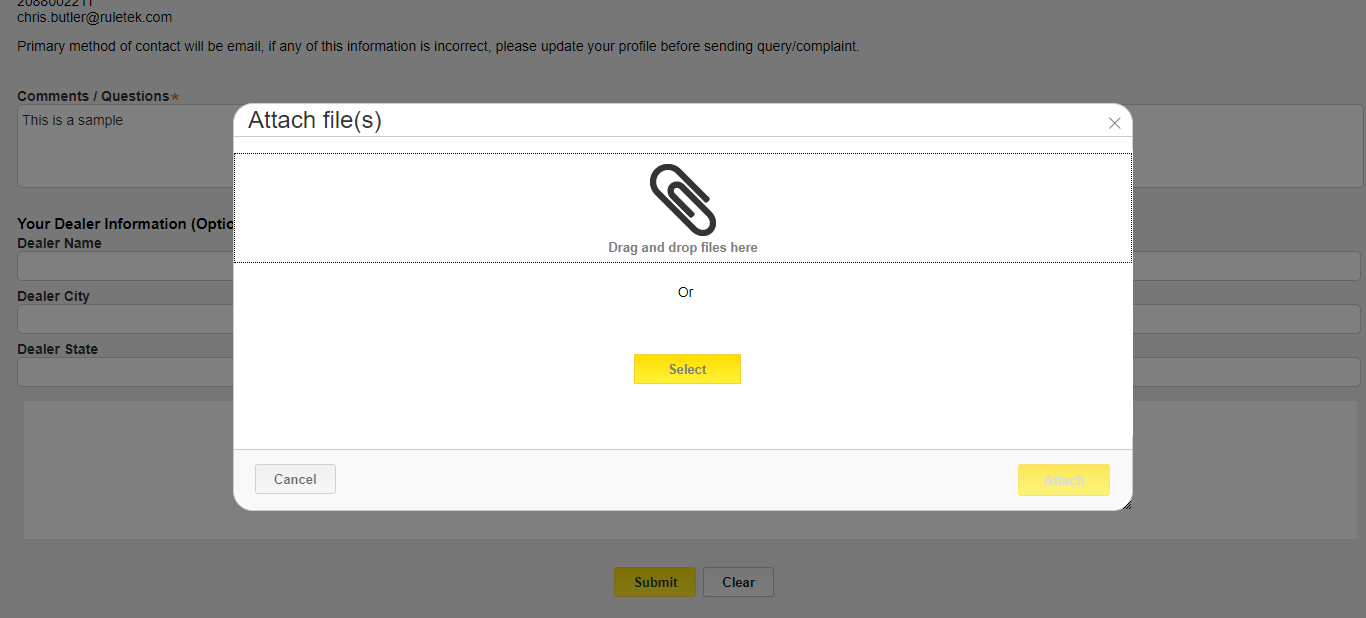 2088002211
chris.butler@ruletek.com
Primary method of contact will be email, if any of this information is incorrect, please update your profile before sending query/complaint.
Comments / Questions*
This is a sample
Attach file(s)
Drag and drop files here
Or
Select
Cancel
Attach
Your Dealer Information (Optio
Dealer Name
Dealer City
Dealer State
Submit
Clear